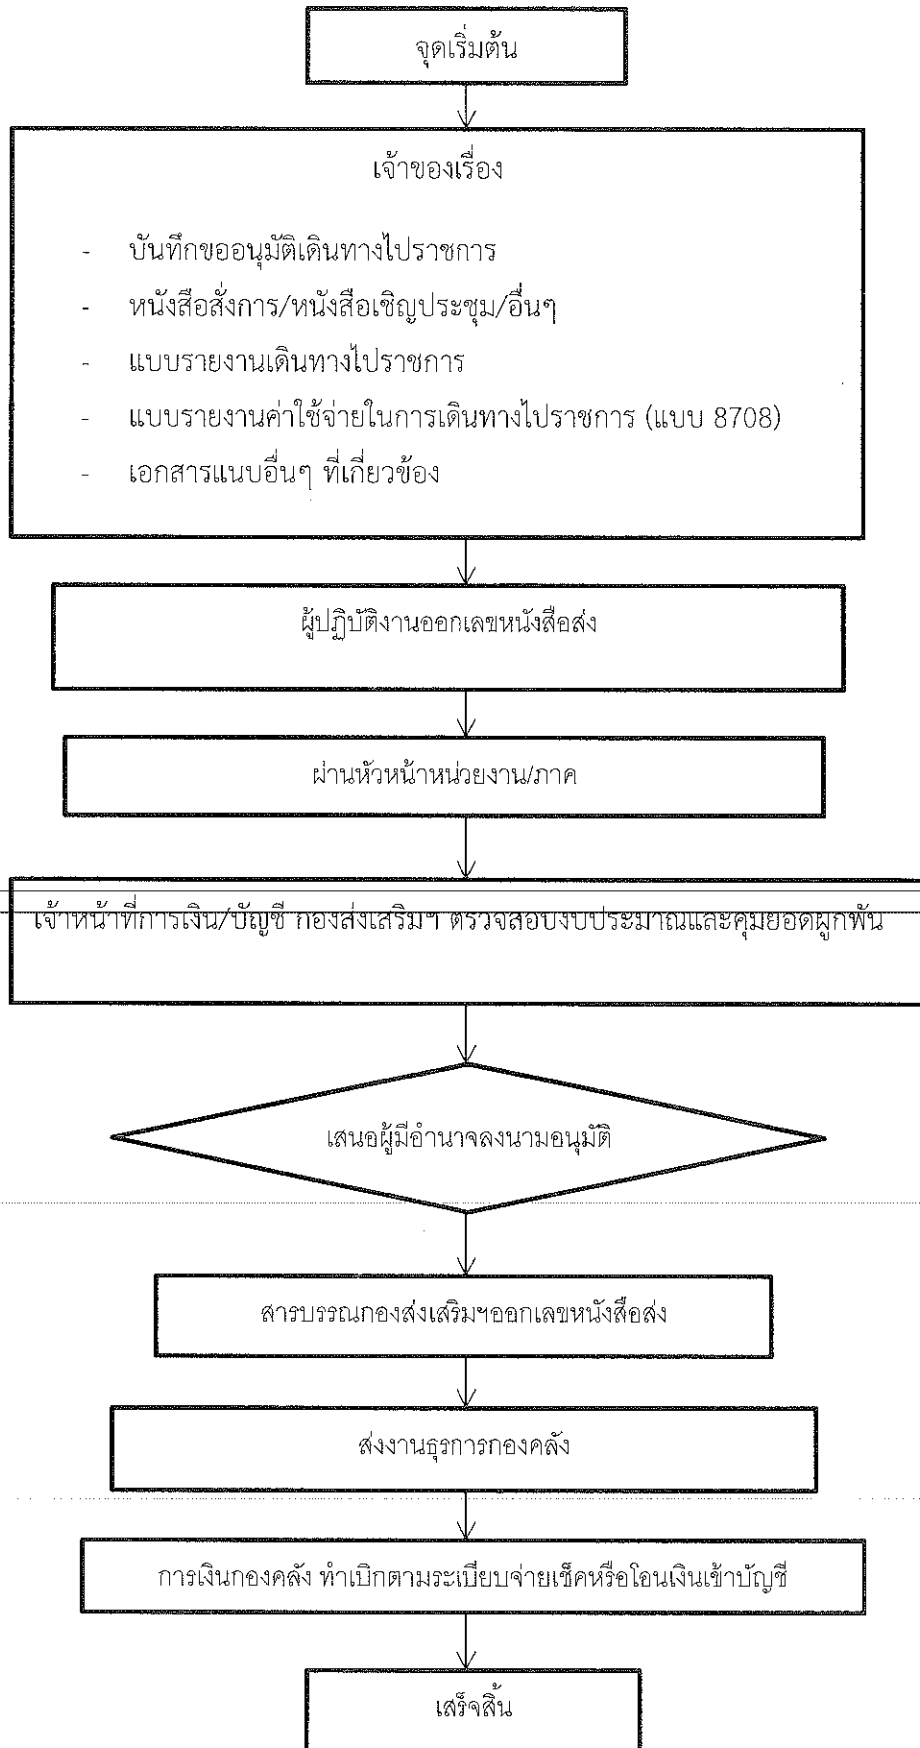 จุดเริ่มต้น
เจ้าของเรื่อง
- บันทึกขออนุมัติเดินทางไปราชการ
- หนังสือสั่งการ/หนังสือเชิญประชุม/อื่นๆ
- แบบรายงานเดินทางไปราชการ
- แบบรายงานค่าใช้จ่ายในการเดินทางไปราชการ (แบบ 8708)
- เอกสารแนบอื่นๆ ที่เกี่ยวข้อง
ผู้ปฏิบัติงานออกเลขหนังสือส่ง
ผ่านหัวหน้าหน่วยงาน/ภาค
เจ้าหน้าที่การเงิน/บัญชี กองส่งเสริมฯ ตรวจสอบงบประมาณและคุมยอดผูกพัน
เสนอผู้มีอำนาจลงนามอนุมัติ
สารบรรณกองส่งเสริมฯออกเลขหนังสือส่ง
ส่งงานธุรการกองคลัง
การเงินกองคลัง ทำเบิกตามระเบียบจ่ายเช็คหรือโอนเงินเข้าบัญชี
เสร็จสิ้น